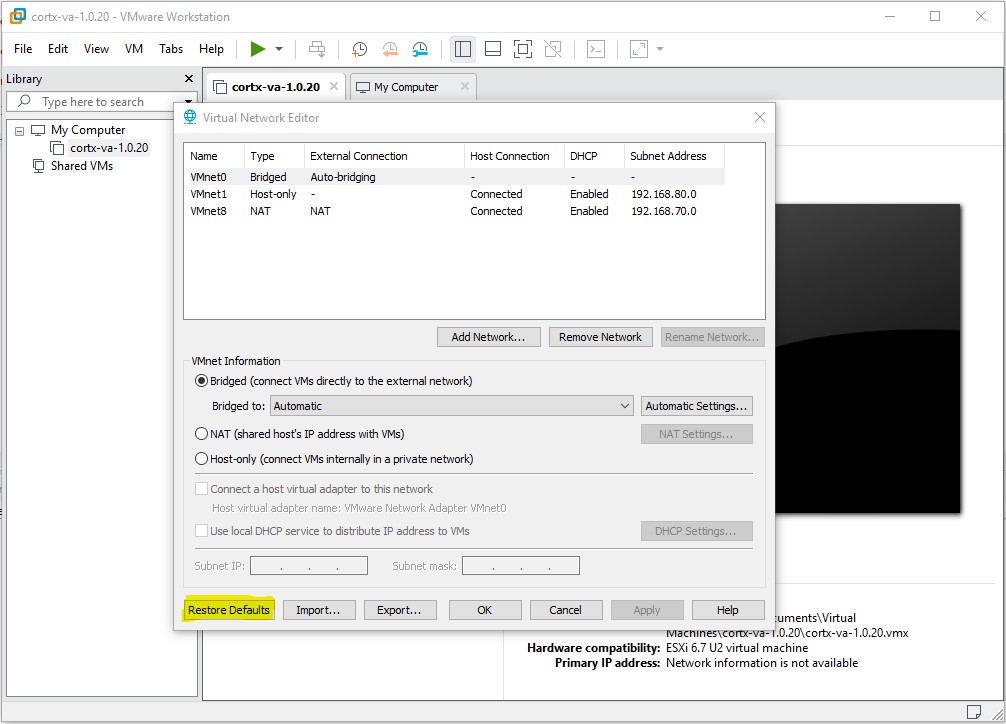 cortx-va-1.0.20 - VMware Workstation
File Edit View VM Tabs Help
Library
Type here to search
My Computer
cortx-va-1.0.20
Shared VMs
cortx-va-1.0.20
My Computer
Virtual Network Editor
Name Type External Connection Host Connection DHCP Subnet Address
VMnet0 Bridged Auto-bridging - - -
VMnet1 Host-only - Connected Enabled 192.168.80.0
VMnet8 NAT NAT Connected Enabled 192.168.70.0
Add Network... Remove Network Rename Network...
VMnet Information
Bridged (connect VMs directly to the external network)
Bridged to: Automatic Automatic Settings...
NAT (shared host's IP address with VMs) NAT Settings...
Host-only (connect VMs internally in a private network)
Connect a host virtual adapter to this network
Host virtual adapter name: VMware Network Adapter VMnet0
Use local DHCP service to distribute IP address to VMs DHCP Settings...
Subnet IP: . . . Subnet mask: . . .
Restore Defaults Import... Export... OK Cancel Apply Help
cuments\Virtual
Machines\cortx-va-1.0.20\cortx-va-1.0.20.vmx
Hardware compatibility: ESXi 6.7 U2 virtual machine
Primary IP address: Network information is not available